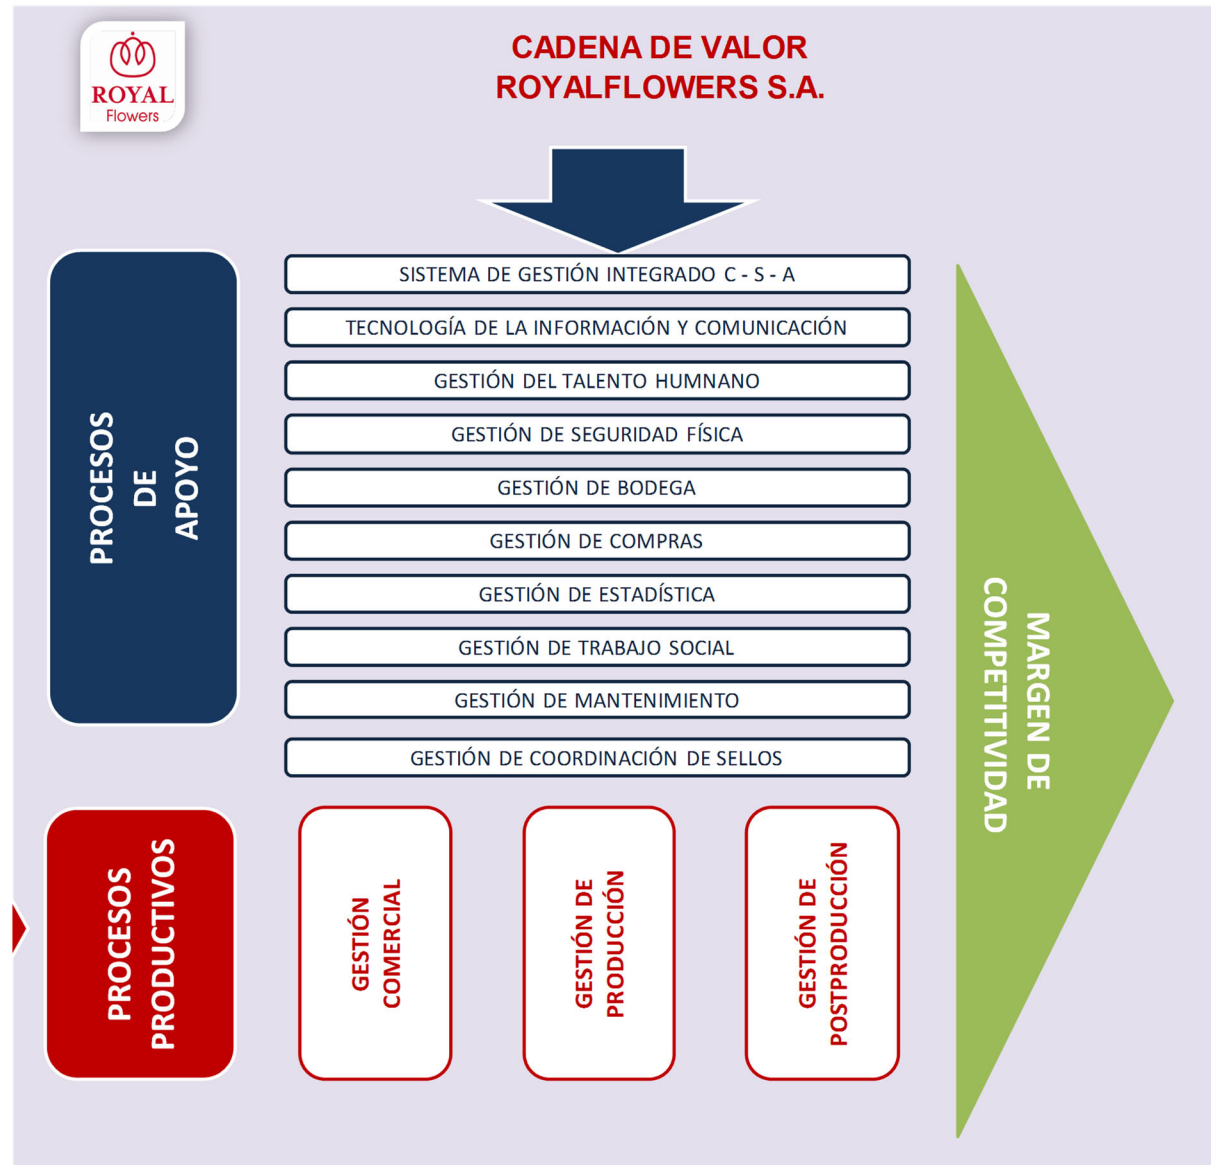 ROYAL
Flowers
CADENA DE VALOR
ROYALFLOWERS S.A.
PROCESOS
DE
APOYO
SISTEMA DE GESTIÓN INTEGRADO C - S - A
TECNOLOGÍA DE LA INFORMACIÓN Y COMUNICACIÓN
GESTIÓN DEL TALENTO HUMNANO
GESTIÓN DE SEGURIDAD FÍSICA
GESTIÓN DE BODEGA
GESTIÓN DE COMPRAS
GESTIÓN DE ESTADÍSTICA
GESTIÓN DE TRABAJO SOCIAL
GESTIÓN DE MANTENIMIENTO
GESTIÓN DE COORDINACIÓN DE SELLOS
PROCESOS
PRODUCTIVOS
GESTIÓN
COMERCIAL
GESTIÓN DE
PRODUCCIÓN
GESTIÓN DE
POSTPRODUCCIÓN
MARGEN DE
COMPETITIVIDAD